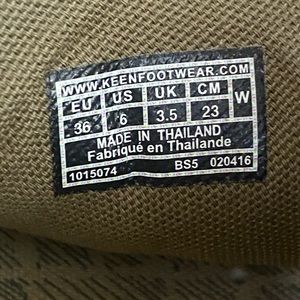 WWW.KEENFOOTWEAR.COM
EU US UK CM W
36 6 3.5 23
MADE IN THAILAND
Fabriqué en Thaïlande
1015074 BS5 020416